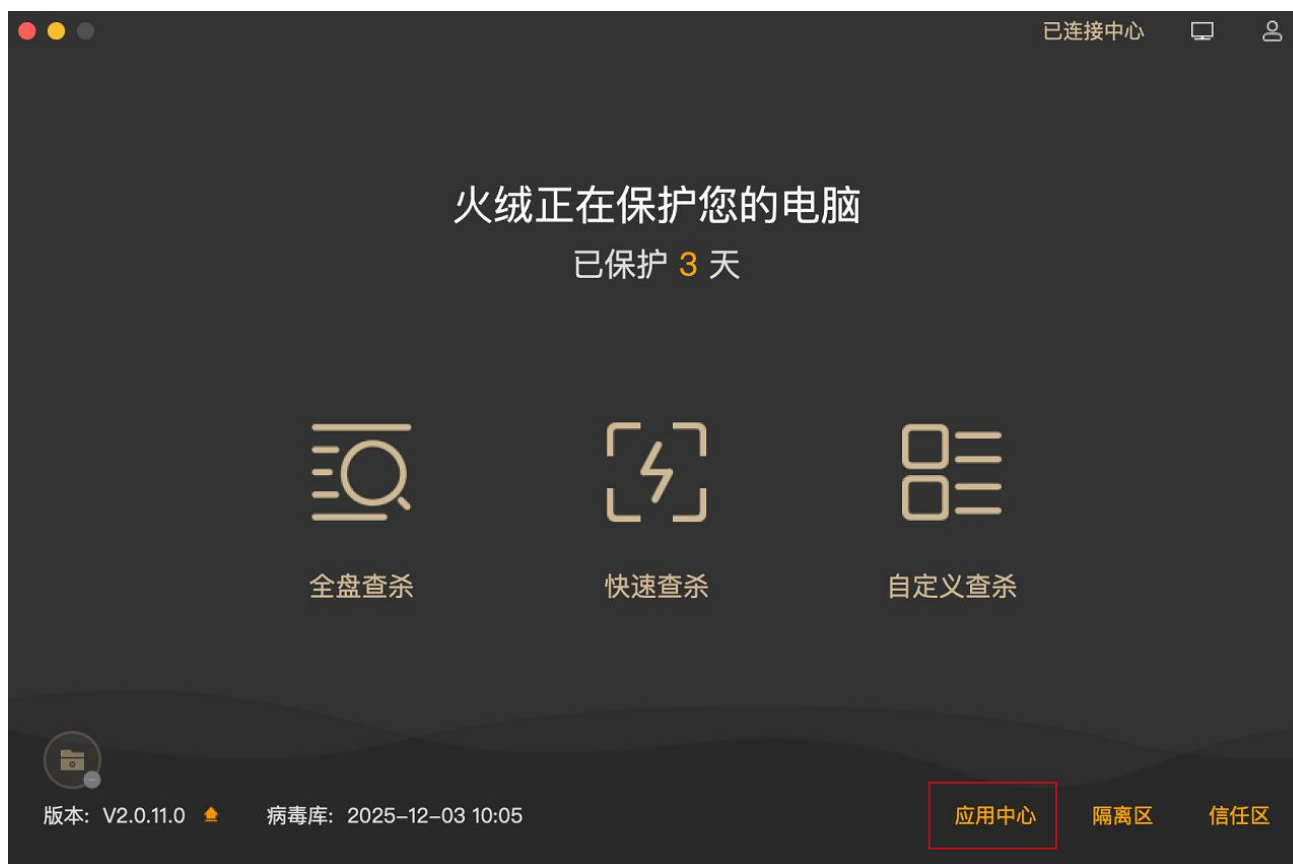 已连接中心
火绒正在保护您的电脑
已保护 3 天
全盘查杀 快速查杀 自定义查杀
版本: V2.0.11.0 病毒库: 2025-12-03 10:05 应用中心 隔离区 信任区